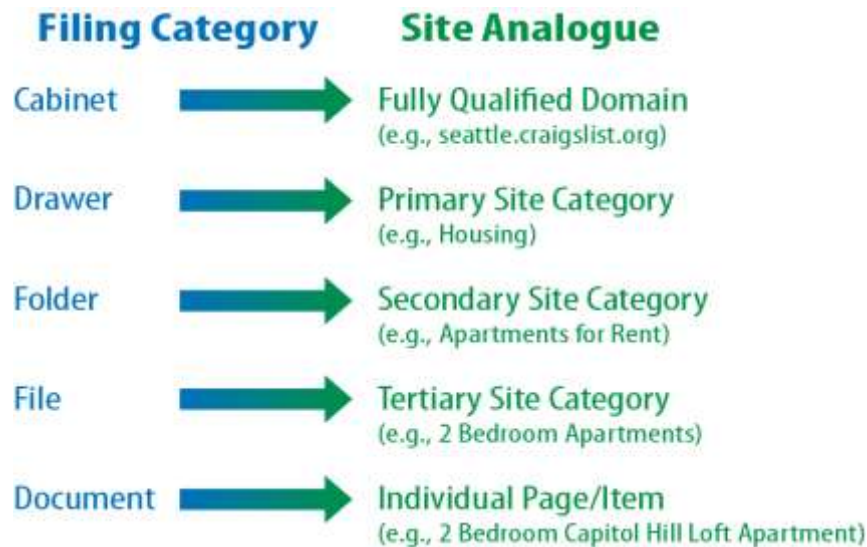 Filing Category Site Analogue
Cabinet Fully Qualified Domain
(e.g., seattle.craigslist.org)
Drawer Primary Site Category
(e.g., Housing)
Folder Secondary Site Category
(e.g., Apartments for Rent)
File Tertiary Site Category
(e.g., 2 Bedroom Apartments)
Document Individual Page/Item
(e.g., 2 Bedroom Capitol Hill Loft Apartment)